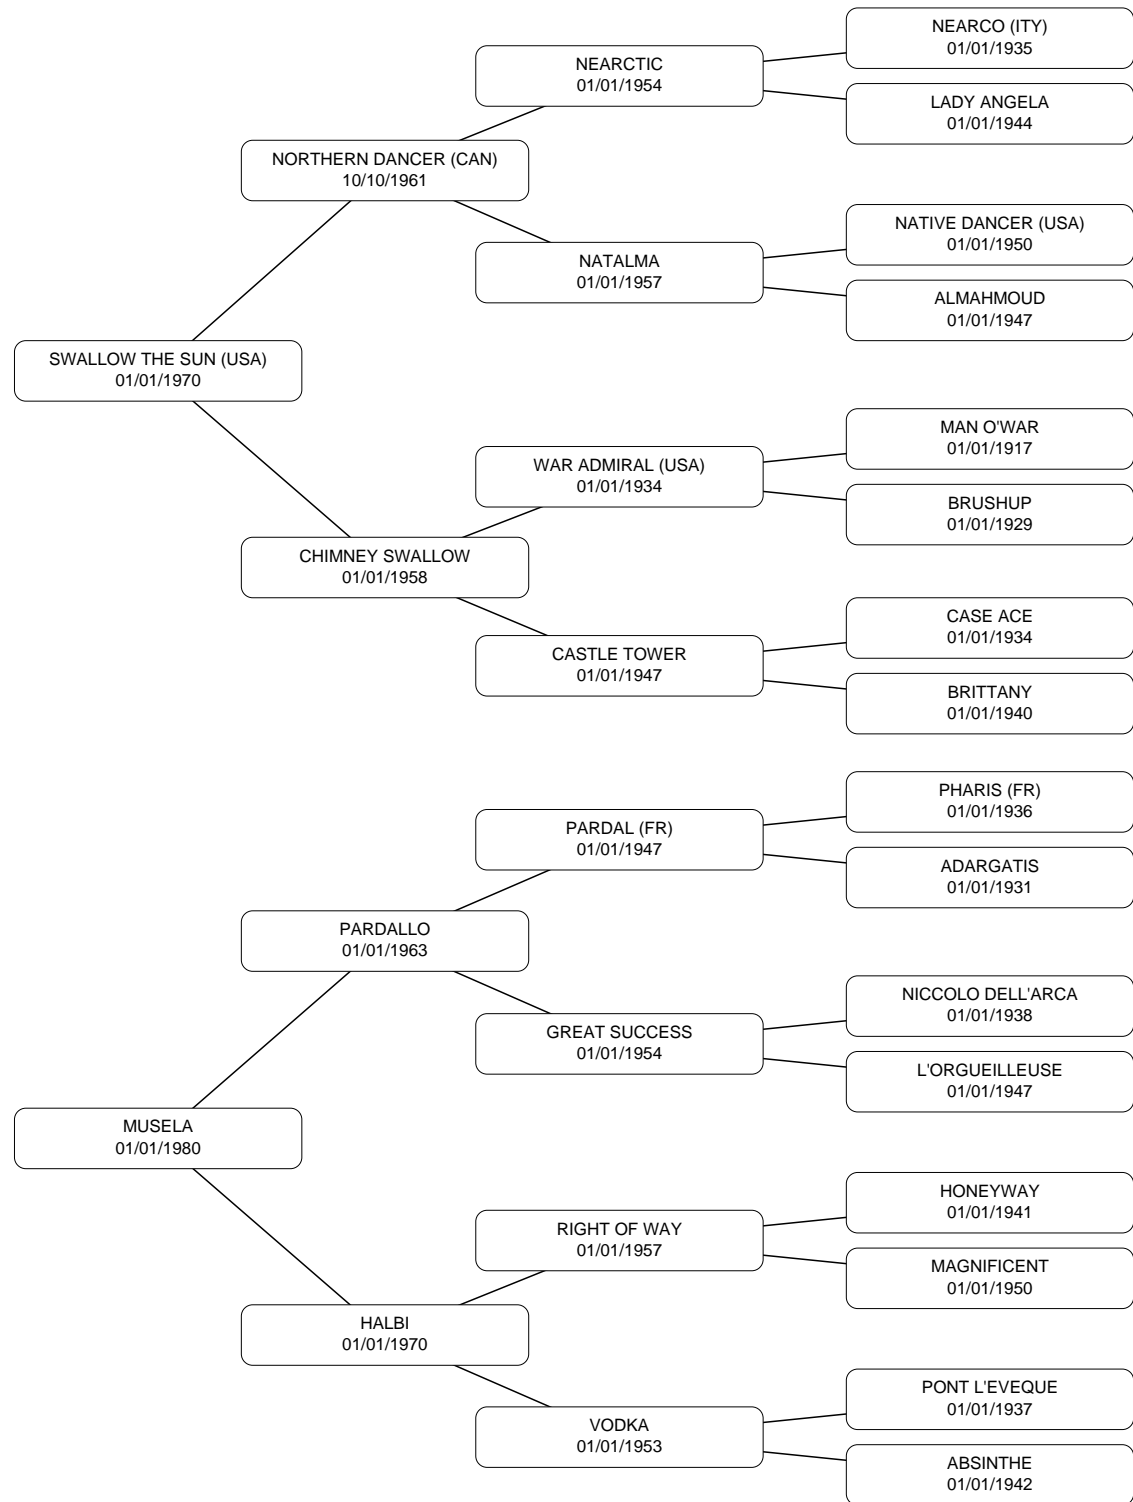 NEARCO (ITY)
01/01/1935
NEARCTIC
01/01/1954
LADY ANGELA
01/01/1944
NORTHERN DANCER (CAN)
10/10/1961
NATIVE DANCER (USA)
01/01/1950
NATALMA
01/01/1957
ALMAHMOUD
01/01/1947
SWALLOW THE SUN (USA)
01/01/1970
MAN O'WAR
01/01/1917
WAR ADMIRAL (USA)
01/01/1934
BRUSHUP
01/01/1929
CHIMNEY SWALLOW
01/01/1958
CASE ACE
01/01/1934
CASTLE TOWER
01/01/1947
BRITTANY
01/01/1940
PHARIS (FR)
01/01/1936
PARDAL (FR)
01/01/1947
ADARGATIS
01/01/1931
PARDALLO
01/01/1963
NICCOLO DELL'ARCA
01/01/1938
GREAT SUCCESS
01/01/1954
L'ORGUEILLEUSE
01/01/1947
MUSELA
01/01/1980
HONEYWAY
01/01/1941
RIGHT OF WAY
01/01/1957
MAGNIFICENT
01/01/1950
HALBI
01/01/1970
PONT L'EVEQUE
01/01/1937
VODKA
01/01/1953
ABSINTHE
01/01/1942